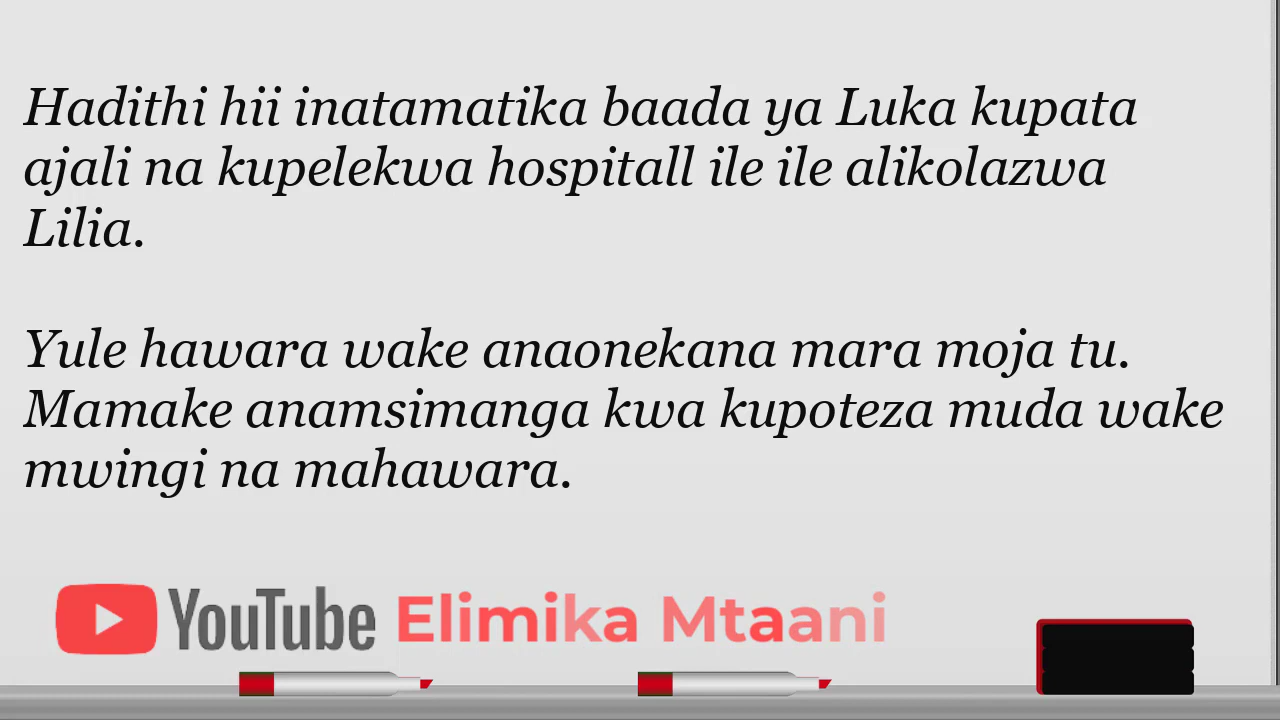 Hadithi hii inatamatika baada ya Luka kupata
ajali na kupelekwa hospitall ile ile alikolazwa
Lilia.
Yule hawara wake anaonekana mara moja tu.
Mamake anamsimanga kwa kupoteza muda wake
mwingi na mahawara.
YouTube Elimika Mtaani